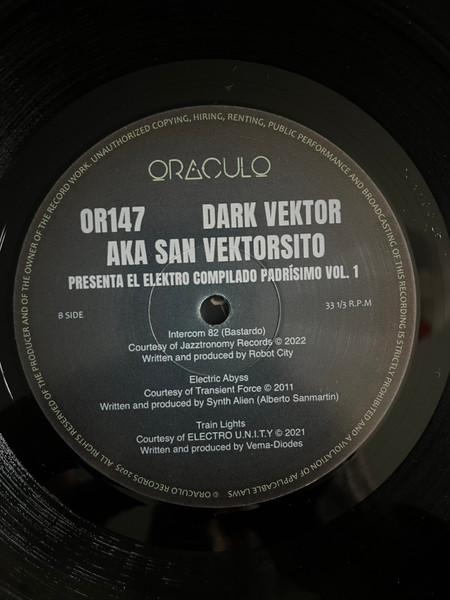 ORACULO
OR147 DARK VEKTOR
AKA SAN VEKTORSITO
PRESENTA EL ELEKTRO COMPILADO PADRÍSIMO VOL. 1
B SIDE
33 1/3 R.P.M
Intercom 82 (Bastardo)
Courtesy of Jazztronomy Records © 2022
Written and produced by Robot City
Electric Abyss
Courtesy of Transient Force © 2011
Written and produced by Synth Alien (Alberto Sanmartin)
Train Lights
Courtesy of ELECTRO U.N.I.T.Y © 2021
Written and produced by Vema-Diodes
© ORACULO RECORDS 2025 ALL RIGHTS RESERVED OF THE PRODUCER AND OF THE OWNER OF THE RECORD WORK. UNAUTHORIZED COPYING, HIRING, RENTING, PUBLIC PERFORMANCE AND BROADCASTING OF THIS RECORDING IS STRICTLY PROHIBITED AND A VIOLATION OF APPLICABLE LAWS